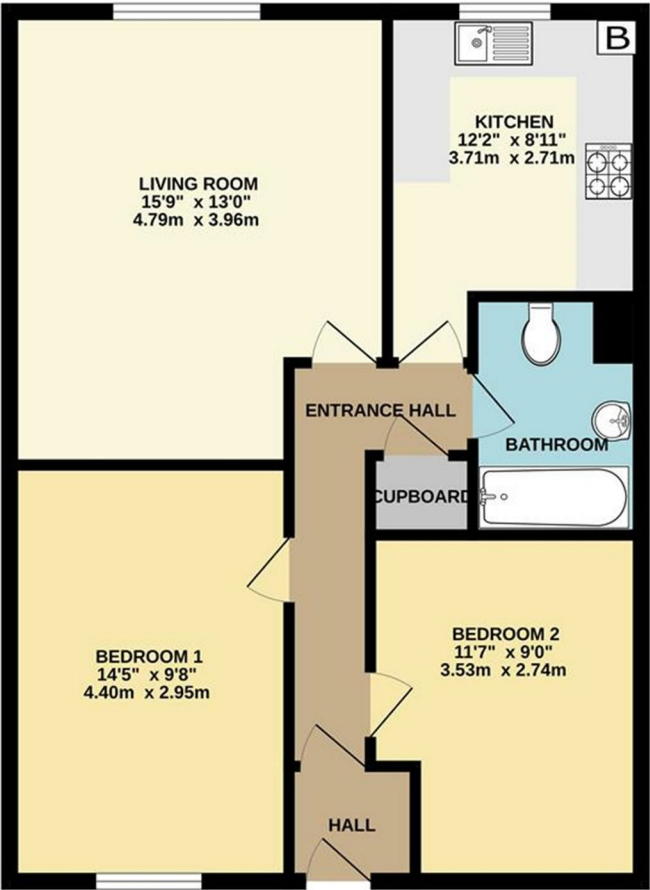 B
KITCHEN
12'2" x 8'11"
3.71m x 2.71m
LIVING ROOM
15'9" x 13'0"
4.79m x 3.96m
ENTRANCE HALL
BATHROOM
CUPBOARD
BEDROOM 1
14'5" x 9'8"
4.40m x 2.95m
BEDROOM 2
11'7" x 9'0"
3.53m x 2.74m
HALL